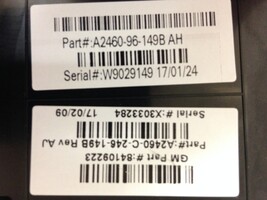 Part#:A2460-96-149B AH
Serial#:W9029149 17/01/24
GM Part #:84109223
Part#:A2460-C-246-149B Rev AJ
Serial #:X3033284 17/02/09